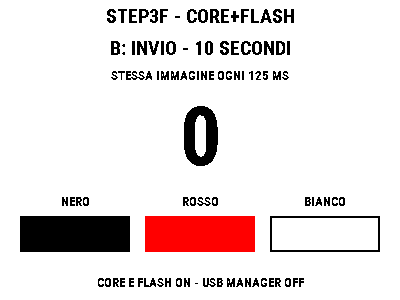 STEP3F - CORE+FLASH
B: INVIO - 10 SECONDI
STESSA IMMAGINE OGNI 125 MS
0
NERO ROSSO BIANCO
CORE E FLASH ON - USB MANAGER OFF